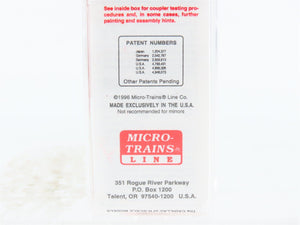 See inside box for coupler testing
procedures and, in some cases, further
painting and assembly hints.
PATENT NUMBERS
Japan
Germany
Germany
U.S.A.
U.S.A.
U.S.A.
Other Patents Pending
©1996 Micro-Trains® Line Co.
MADE EXCLUSIVELY IN THE U.S.A.
Not recommended for minors
MICRO-
TRAINS®
LINE
351 Rogue River Parkway
P.O. Box 1200
Talent, OR 97540-1200 U.S.A.